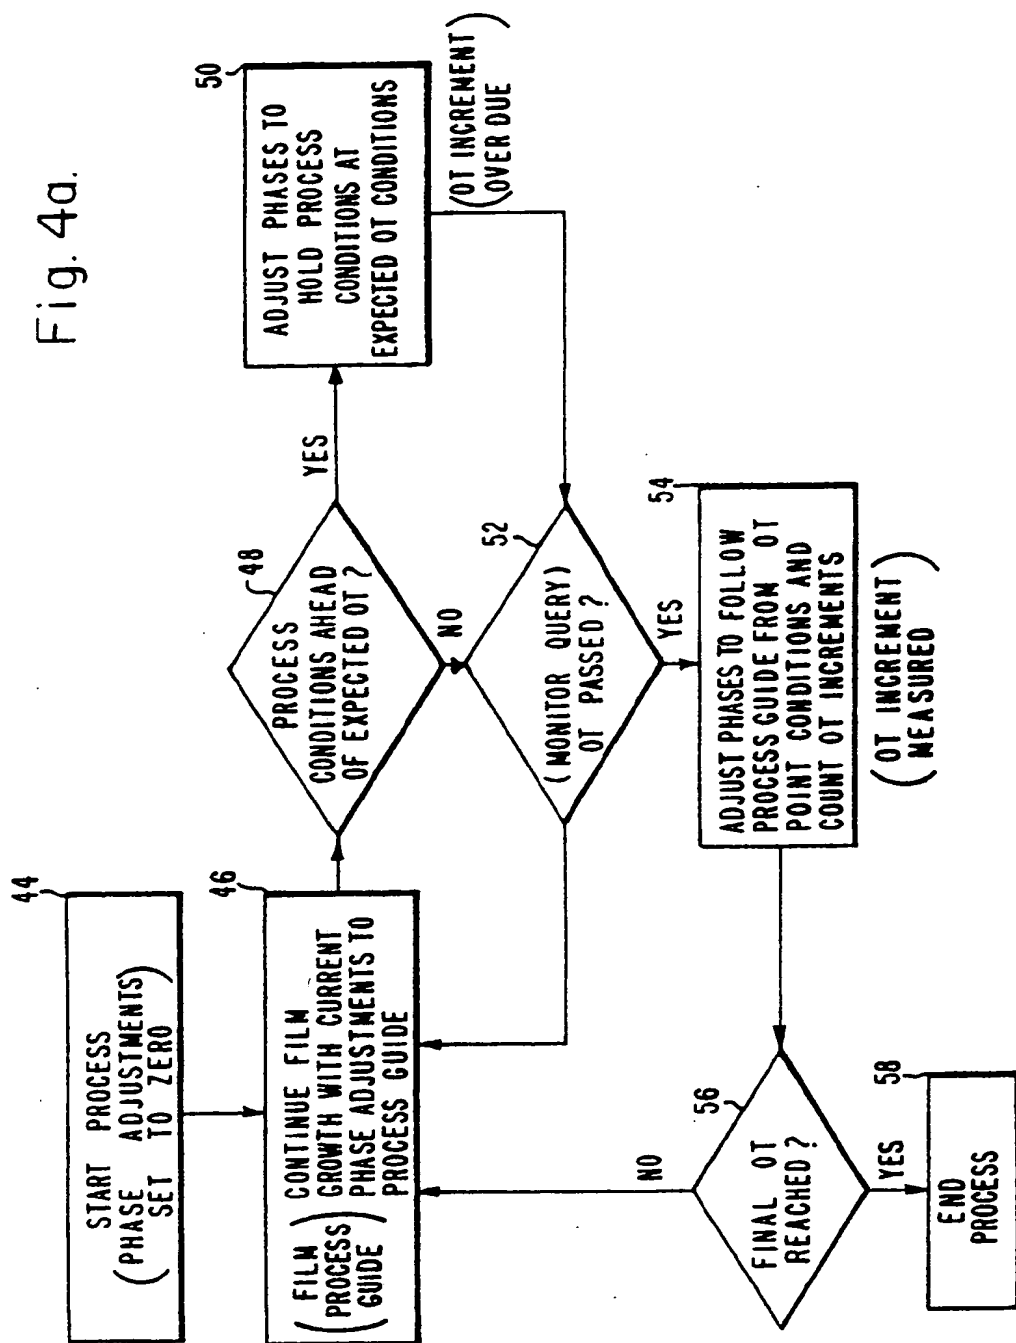 Fig. 4a.
44
START PROCESS
(PHASE ADJUSTMENTS
SET TO ZERO)
46
(FILM
PROCESS
GUIDE)
CONTINUE FILM
GROWTH WITH CURRENT
PHASE ADJUSTMENTS TO
PROCESS GUIDE
48
PROCESS
CONDITIONS AHEAD
OF EXPECTED OT ?
YES
NO
50
ADJUST PHASES TO
HOLD PROCESS
CONDITIONS AT
EXPECTED OT CONDITIONS
(OT INCREMENT
OVER DUE)
52
(MONITOR QUERY)
OT PASSED ?
YES
54
ADJUST PHASES TO FOLLOW
PROCESS GUIDE FROM OT
POINT CONDITIONS AND
COUNT OT INCREMENTS
(OT INCREMENT
MEASURED)
56
FINAL OT
REACHED ?
NO
YES
58
END
PROCESS